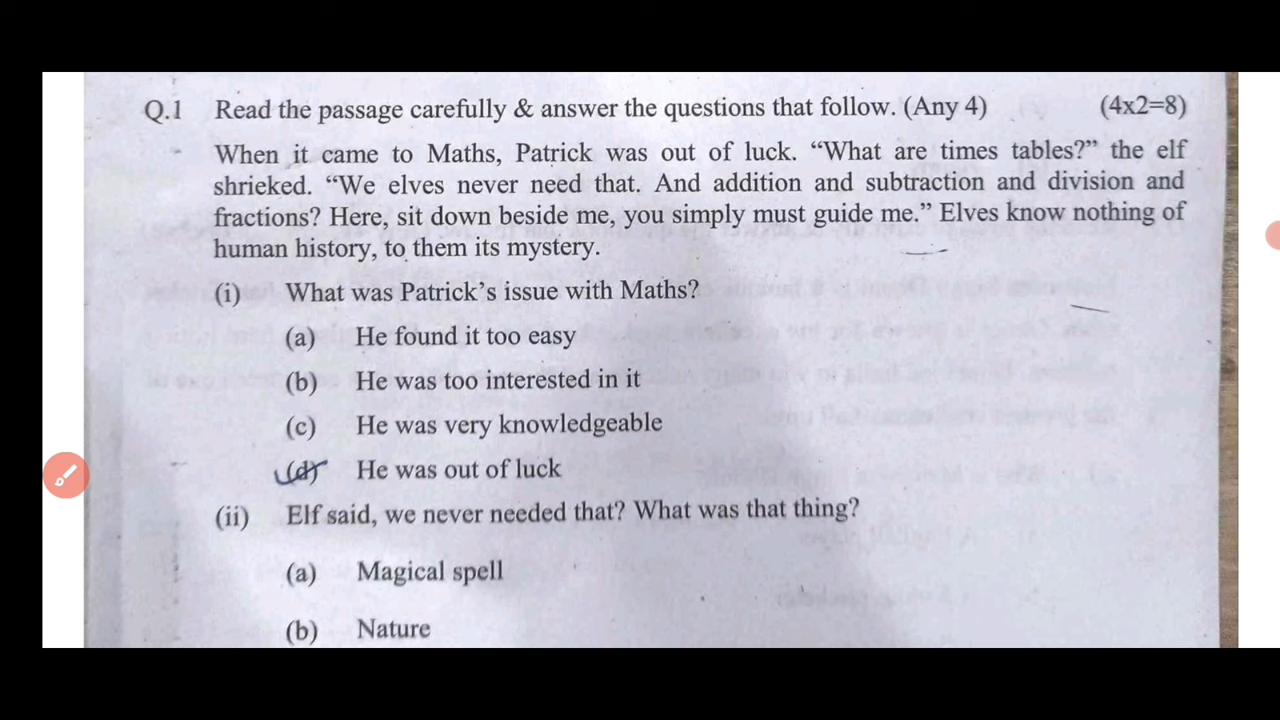 Q.1 Read the passage carefully & answer the questions that follow. (Any 4) (4x2=8)
When it came to Maths, Patrick was out of luck. “What are times tables?” the elf
shrieked. “We elves never need that. And addition and subtraction and division and
fractions? Here, sit down beside me, you simply must guide me.” Elves know nothing of
human history, to them its mystery.
(i) What was Patrick’s issue with Maths?
(a) He found it too easy
(b) He was too interested in it
(c) He was very knowledgeable
(d) He was out of luck
(ii) Elf said, we never needed that? What was that thing?
(a) Magical spell
(b) Nature